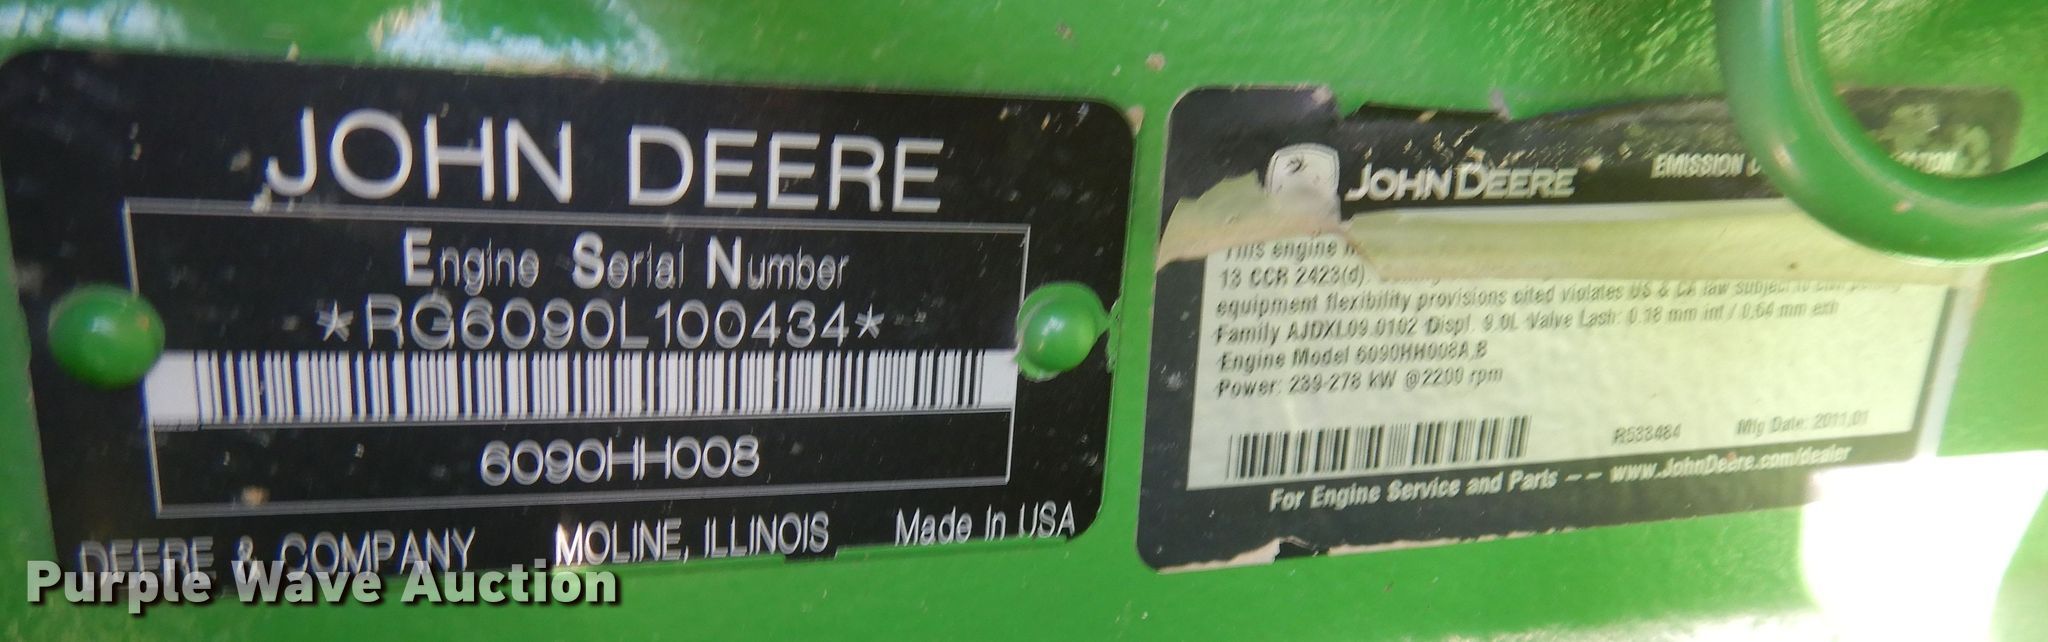 JOHN DEERE
Engine Serial Number
*RG6090L100434*
6090HH008
DEERE & COMPANY MOLINE, ILLINOIS Made In USA
JOHN DEERE EMISSION
This engine
13 CCR 2423(d).
equipment flexibility provisions cited violates US & CA law subject to civil
Family AJDXL09.0102 Displ. 9.0L Valve Lash: 0.18 mm int / 0.64 mm exh
Engine Model 6090HH008A,B
Power: 239-278 kW @2200 rpm
R533484 Mfg Date: 2011,01
For Engine Service and Parts -- www.JohnDeere.com/dealer
Purple Wave Auction